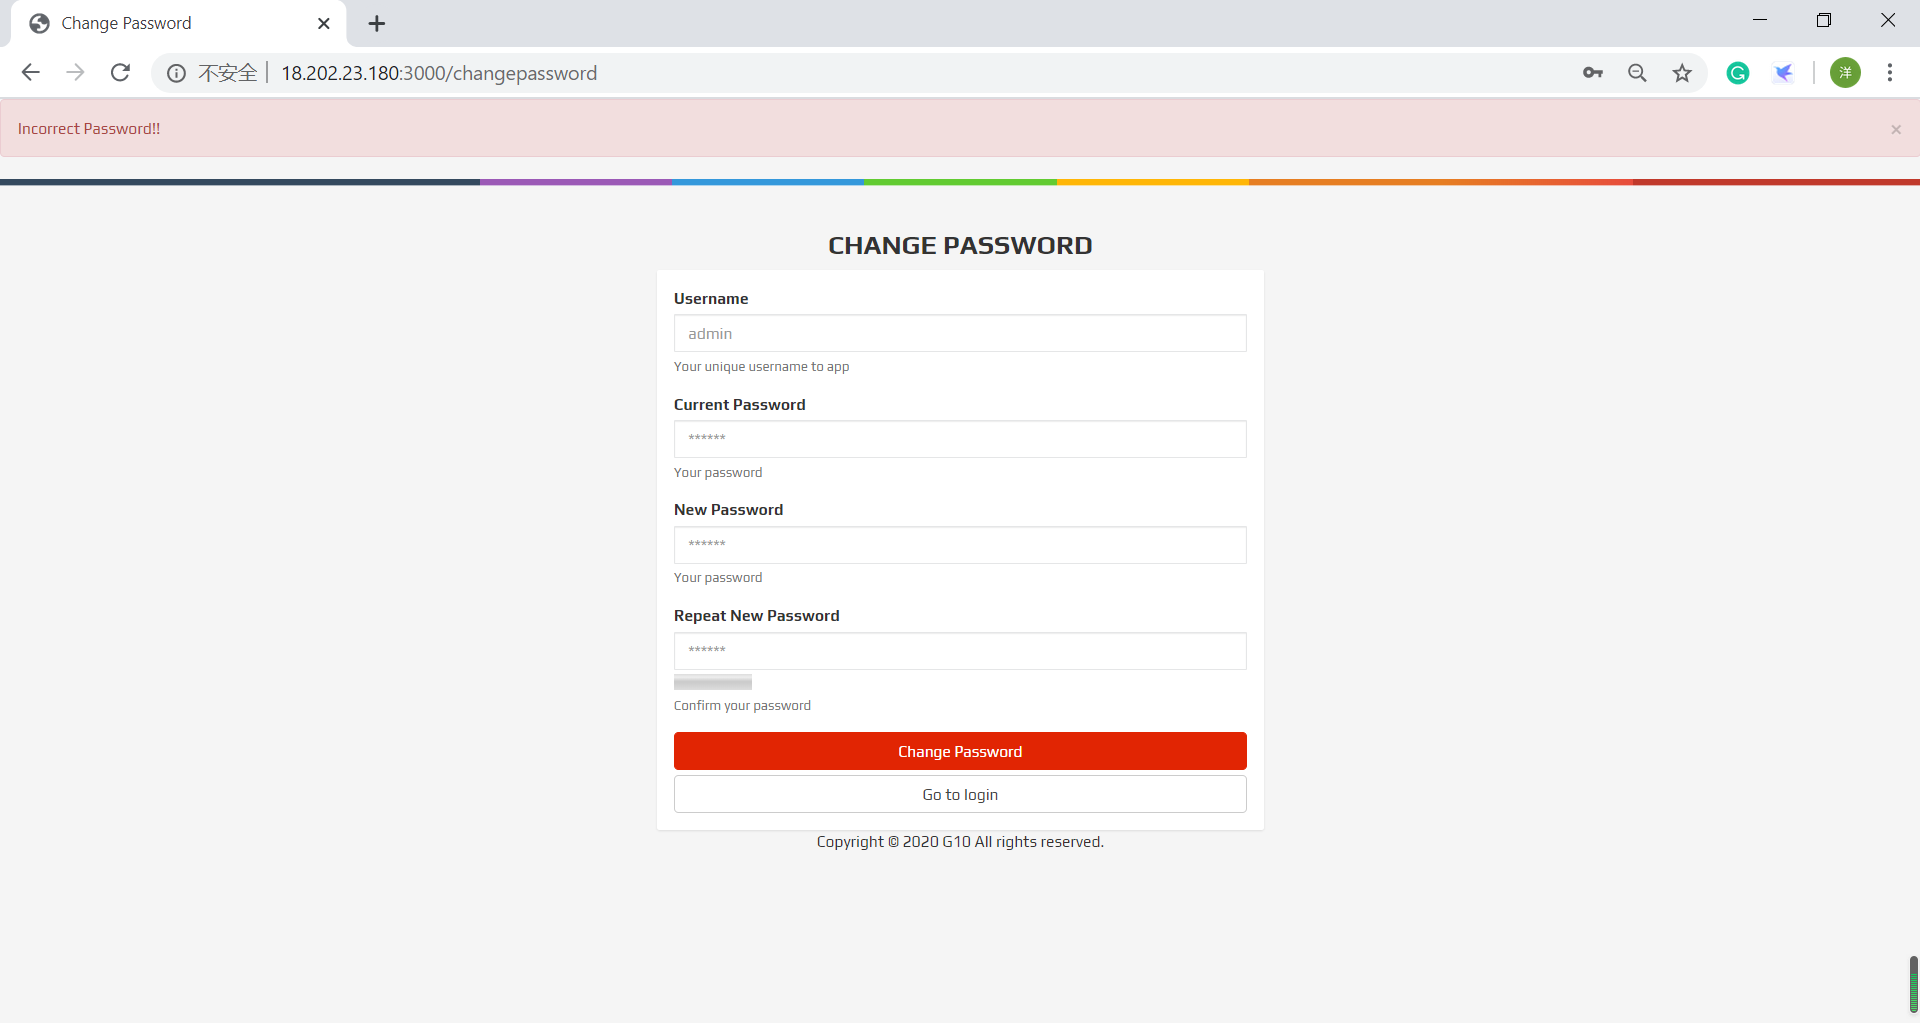 Change Password
不安全 18.202.23.180:3000/changepassword
洋
Incorrect Password!!
×
CHANGE PASSWORD
Username
admin
Your unique username to app
Current Password
******
Your password
New Password
******
Your password
Repeat New Password
******
Confirm your password
Change Password
Go to login
Copyright © 2020 G10 All rights reserved.